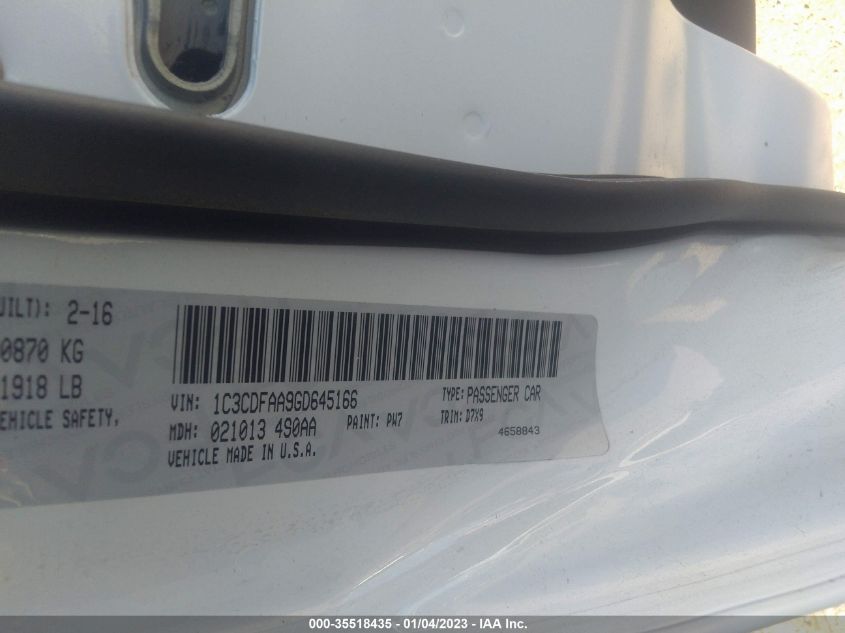 UILT): 2-16
0870 KG
1918 LB
EHICLE SAFETY,
VIN: 1C3CDFAA9GD645166
TYPE: PASSENGER CAR
MDH: 021013 4S0AA
PAINT: PW7
TRIM: D7X9
4658843
VEHICLE MADE IN U.S.A.
000-35518435 - 01/04/2023 - IAA Inc.